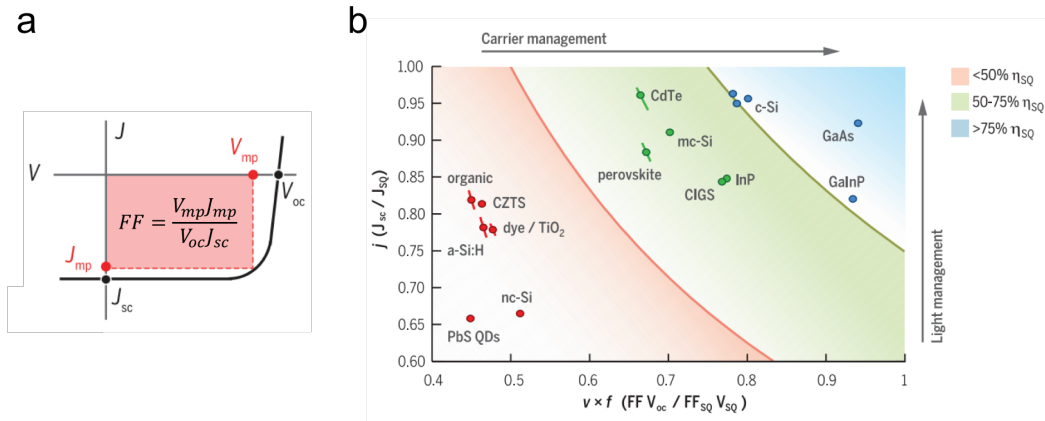 a
J
V
V_mp
V_oc
FF = V_mp J_mp / V_oc J_sc
J_mp
J_sc
b
Carrier management
1.00
0.95
0.90
0.85
0.80
0.75
0.70
0.65
0.60
j (J_sc / J_SQ)
CdTe
c-Si
mc-Si
GaAs
perovskite
InP
CIGS
GaInP
organic
CZTS
dye / TiO₂
a-Si:H
nc-Si
PbS QDs
0.4 0.5 0.6 0.7 0.8 0.9 1
v × f (FF V_oc / FF_SQ V_SQ)
<50% η_SQ
50-75% η_SQ
>75% η_SQ
Light management